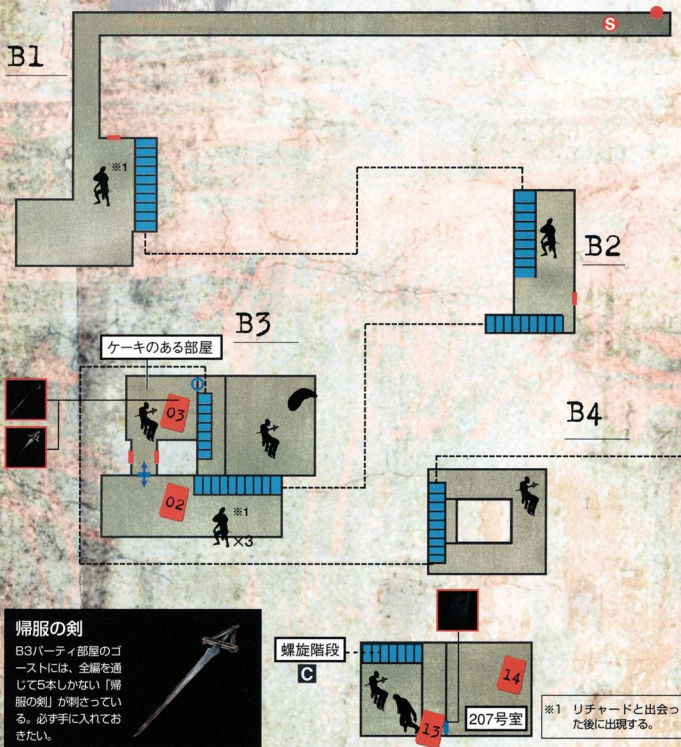 S
B1
※1
B2
B3
ケーキのある部屋
03
B4
02
※1
×3
帰服の剣
B3パーティ部屋のゴ
ーストには、全編を通
じて5本しかない「帰
服の剣」が刺さってい
る。必ず手に入れてお
きたい。
螺旋階段
C
14
13
207号室
※1 リチャードと出会っ
た後に出現する。